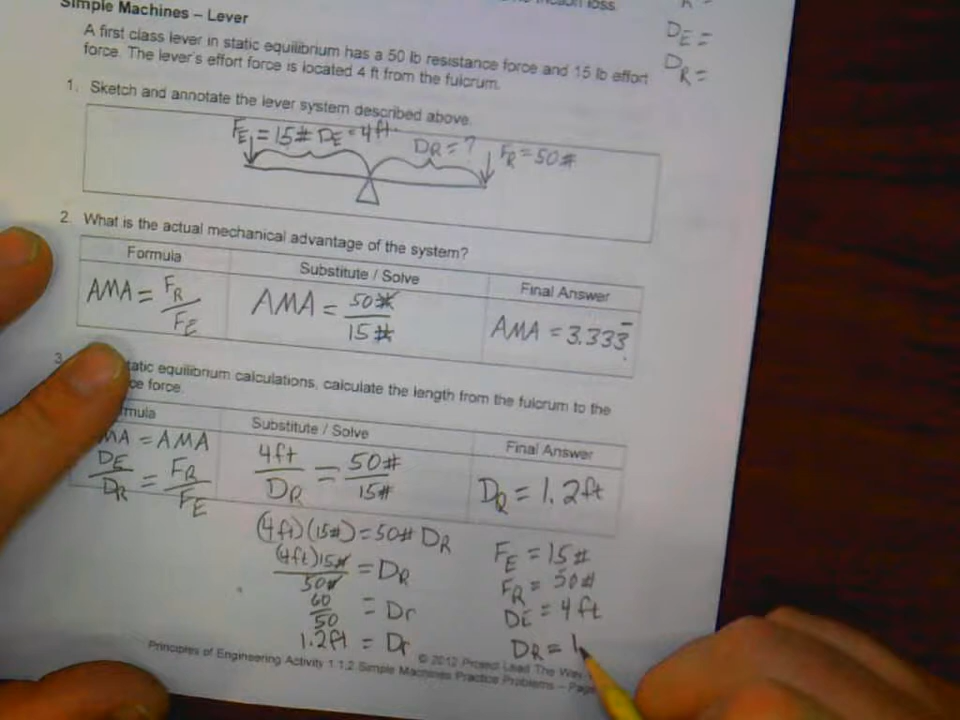 loss.
Simple Machines – Lever
DE =
DR =
A first class lever in static equilibrium has a 50 lb resistance force and 15 lb effort
force. The lever's effort force is located 4 ft from the fulcrum.
1. Sketch and annotate the lever system described above.
FE = 15# DE = 4ft. DR = ? FR = 50#
2. What is the actual mechanical advantage of the system?
Formula Substitute / Solve Final Answer
AMA = FR/FE AMA = 50#/15# AMA = 3.333̅
3. tatic equilibrium calculations, calculate the length from the fulcrum to the
ce force.
mula Substitute / Solve Final Answer
MA = AMA
DE/DR = FR/FE 4ft/DR = 50#/15# DR = 1.2ft
(4ft)(15#) = 50# DR
(4ft)15#/50# = DR
60/50 = Dr
1.2ft = Dr
FE = 15#
FR = 50#
DE = 4ft
DR = 1
© 2012 Project Lead The Way
Principles of Engineering Activity 1.1.2 Simple Machines Practice Problems – Page